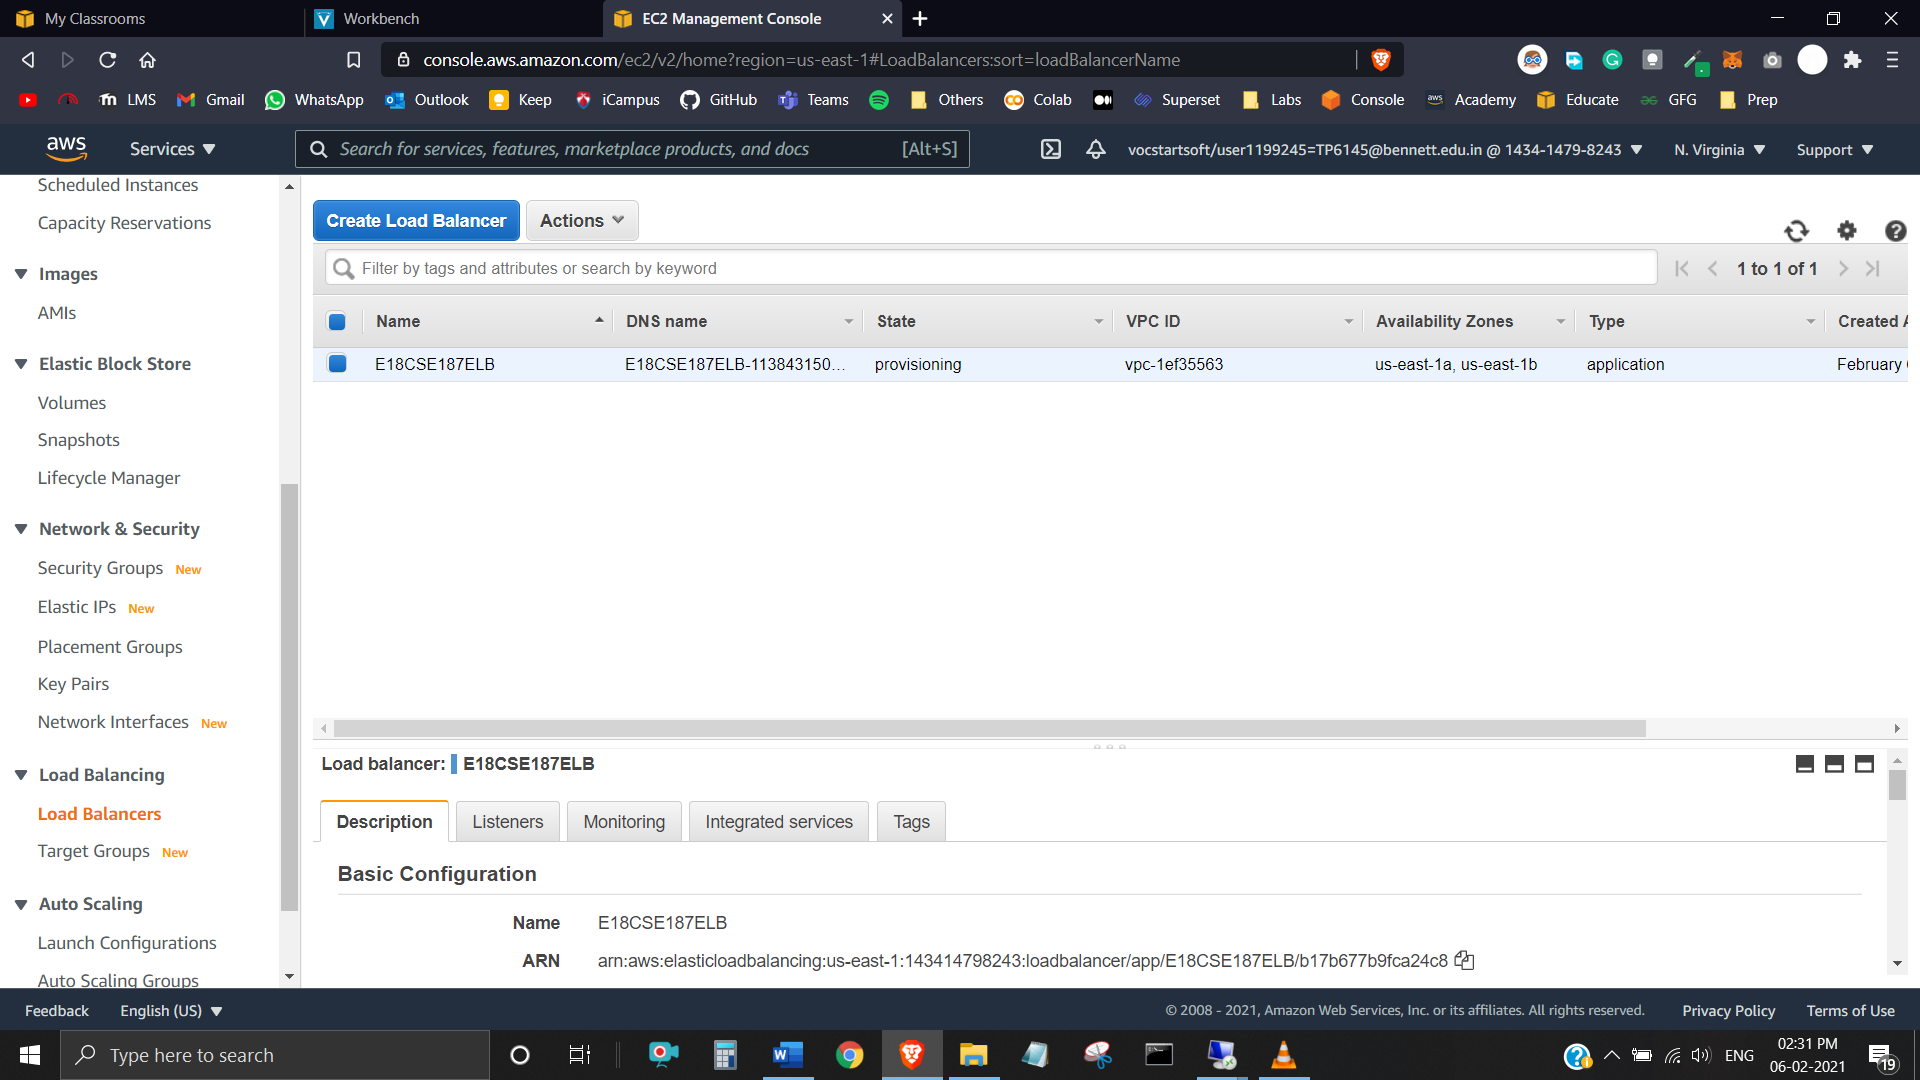 My Classrooms
Workbench
EC2 Management Console
console.aws.amazon.com/ec2/v2/home?region=us-east-1#LoadBalancers:sort=loadBalancerName
LMS
Gmail
WhatsApp
Outlook
Keep
iCampus
GitHub
Teams
Others
Colab
Superset
Labs
Console
aws
Academy
Educate
GFG
Prep
aws
Services
Search for services, features, marketplace products, and docs
[Alt+S]
vocstartsoft/user1199245=TP6145@bennett.edu.in @ 1434-1479-8243
N. Virginia
Support
Scheduled Instances
Capacity Reservations
Images
AMIs
Elastic Block Store
Volumes
Snapshots
Lifecycle Manager
Network & Security
Security Groups New
Elastic IPs New
Placement Groups
Key Pairs
Network Interfaces New
Load Balancing
Load Balancers
Target Groups New
Auto Scaling
Launch Configurations
Auto Scaling Groups
Create Load Balancer
Actions
Filter by tags and attributes or search by keyword
1 to 1 of 1
Name DNS name State VPC ID Availability Zones Type Created A
E18CSE187ELB E18CSE187ELB-113843150... provisioning vpc-1ef35563 us-east-1a, us-east-1b application February
Load balancer: E18CSE187ELB
Description
Listeners
Monitoring
Integrated services
Tags
Basic Configuration
Name E18CSE187ELB
ARN arn:aws:elasticloadbalancing:us-east-1:143414798243:loadbalancer/app/E18CSE187ELB/b17b677b9fca24c8
Feedback
English (US)
© 2008 - 2021, Amazon Web Services, Inc. or its affiliates. All rights reserved.
Privacy Policy
Terms of Use
Type here to search
ENG
02:31 PM
06-02-2021
19